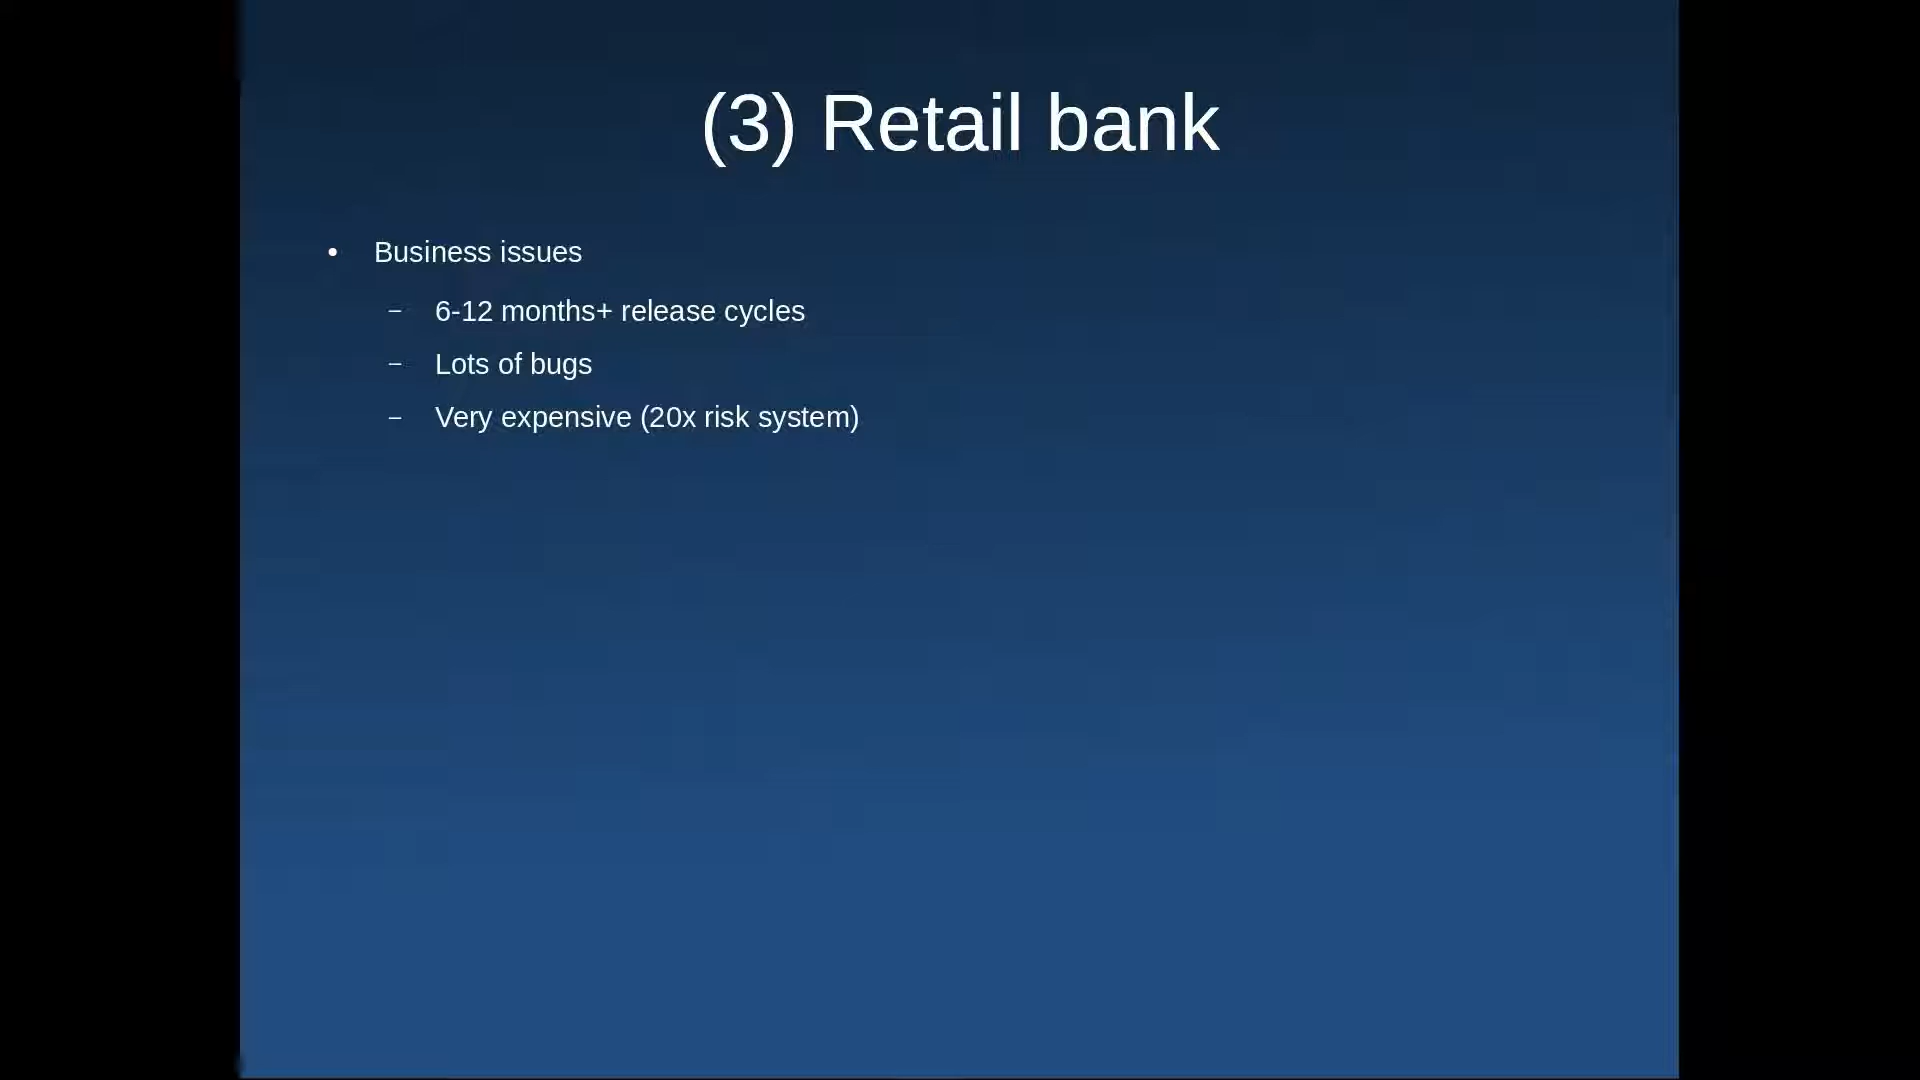 (3) Retail bank
• Business issues
– 6-12 months+ release cycles
– Lots of bugs
– Very expensive (20x risk system)